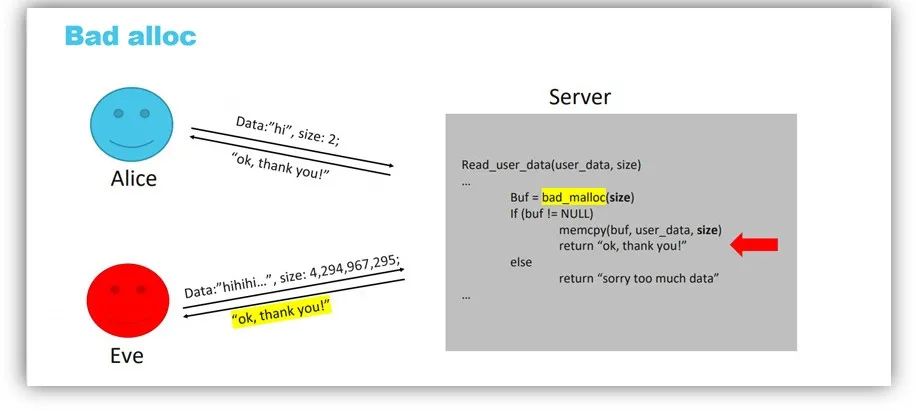 Bad alloc
Alice
Data:”hi”, size: 2;
“ok, thank you!”
Eve
Data:”hihihi…”, size: 4,294,967,295;
“ok, thank you!”
Server
Read_user_data(user_data, size)
…
Buf = bad_malloc(size)
If (buf != NULL)
memcpy(buf, user_data, size)
return “ok, thank you!”
else
return “sorry too much data”
…